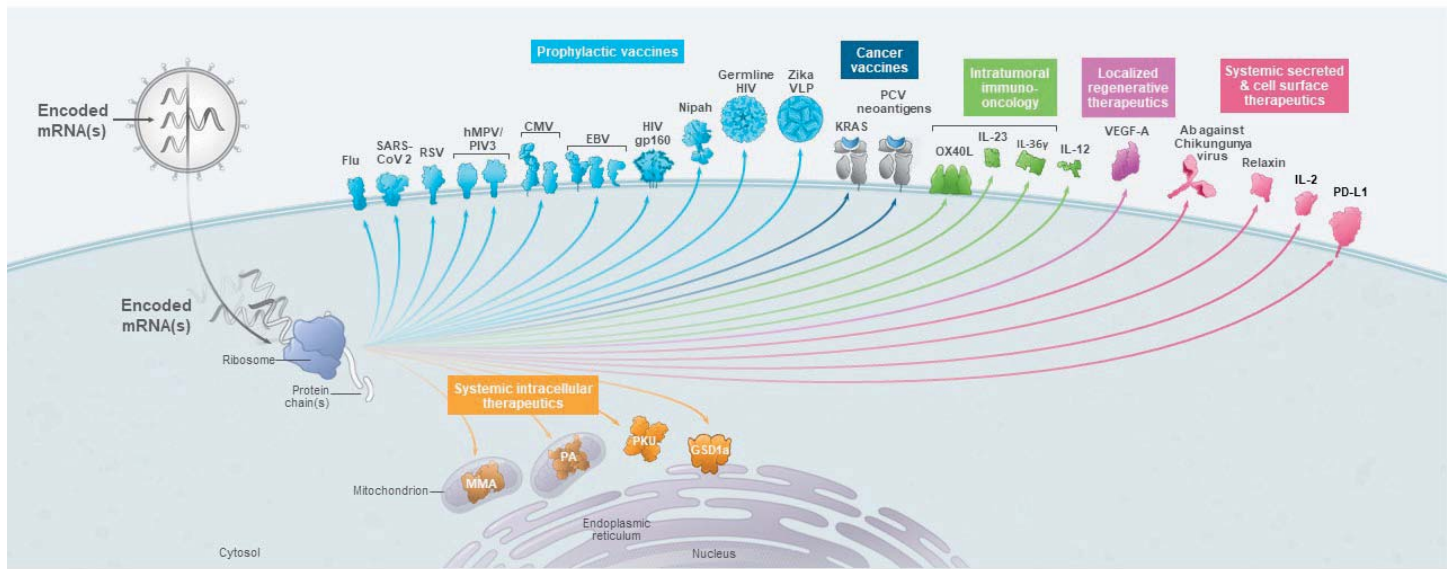 Prophylactic vaccines
Cancer
vaccines
Intratumoral
immuno-
oncology
Localized
regenerative
therapeutics
Systemic secreted
& cell surface
therapeutics
Encoded
mRNA(s)
Flu
SARS-
CoV 2
RSV
hMPV/
PIV3
CMV
EBV
HIV
gp160
Nipah
Germline
HIV
Zika
VLP
KRAS
PCV
neoantigens
OX40L
IL-23
IL-36γ
IL-12
VEGF-A
Ab against
Chikungunya
virus
Relaxin
IL-2
PD-L1
Encoded
mRNA(s)
Ribosome
Protein
chain(s)
Systemic intracellular
therapeutics
MMA
PA
PKU
GSD1a
Mitochondrion
Endoplasmic
reticulum
Cytosol
Nucleus